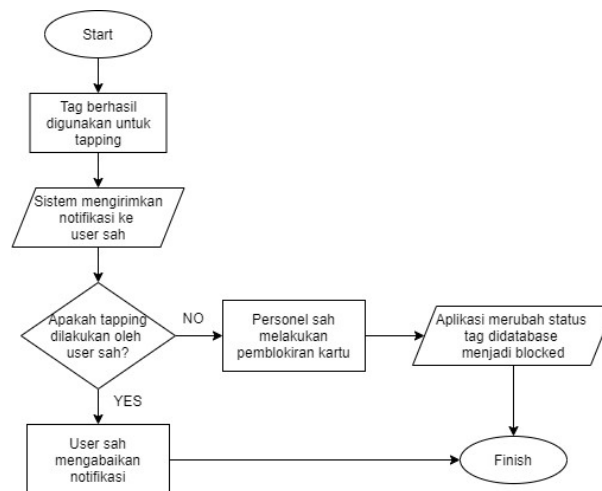 Start
Tag berhasil
digunakan untuk
tapping
Sistem mengirimkan
notifikasi ke
user sah
Apakah tapping
dilakukan oleh
user sah?
NO
Personel sah
melakukan
pemblokiran kartu
Aplikasi merubah status
tag didatabase
menjadi blocked
YES
User sah
mengabaikan
notifikasi
Finish